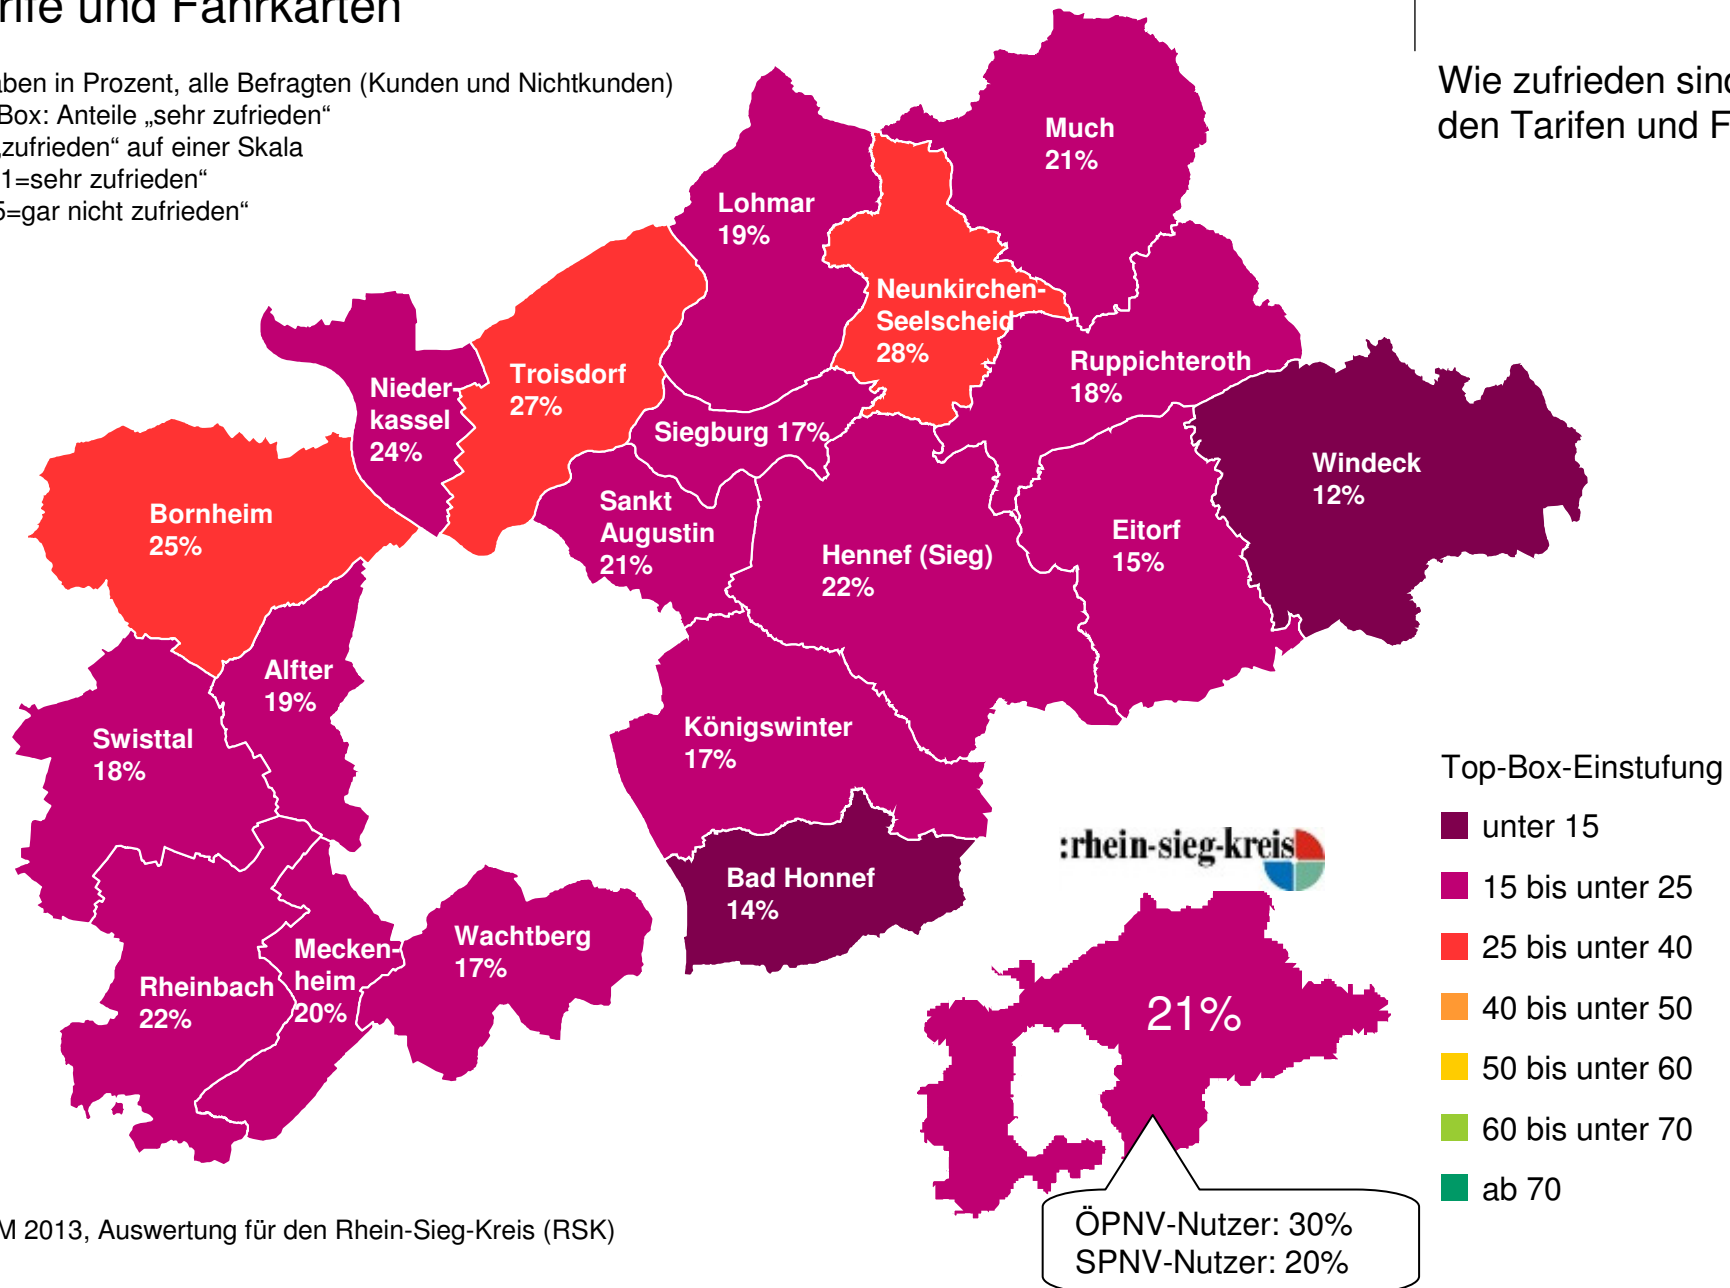 rife und Fahrkarten
aben in Prozent, alle Befragten (Kunden und Nichtkunden)
Box: Anteile „sehr zufrieden“
„zufrieden“ auf einer Skala
1=sehr zufrieden“
5=gar nicht zufrieden“
Wie zufrieden sind
den Tarifen und F
Much
21%
Lohmar
19%
Neunkirchen-
Seelscheid
28%
Ruppichteroth
18%
Troisdorf
27%
Nieder-
kassel
24%
Siegburg 17%
Windeck
12%
Bornheim
25%
Sankt
Augustin
21%
Hennef (Sieg)
22%
Eitorf
15%
Alfter
19%
Swisttal
18%
Königswinter
17%
Bad Honnef
14%
Wachtberg
17%
Mecken-
heim
20%
Rheinbach
22%
:rhein-sieg-kreis
21%
ÖPNV-Nutzer: 30%
SPNV-Nutzer: 20%
Top-Box-Einstufung
unter 15
15 bis unter 25
25 bis unter 40
40 bis unter 50
50 bis unter 60
60 bis unter 70
ab 70
M 2013, Auswertung für den Rhein-Sieg-Kreis (RSK)